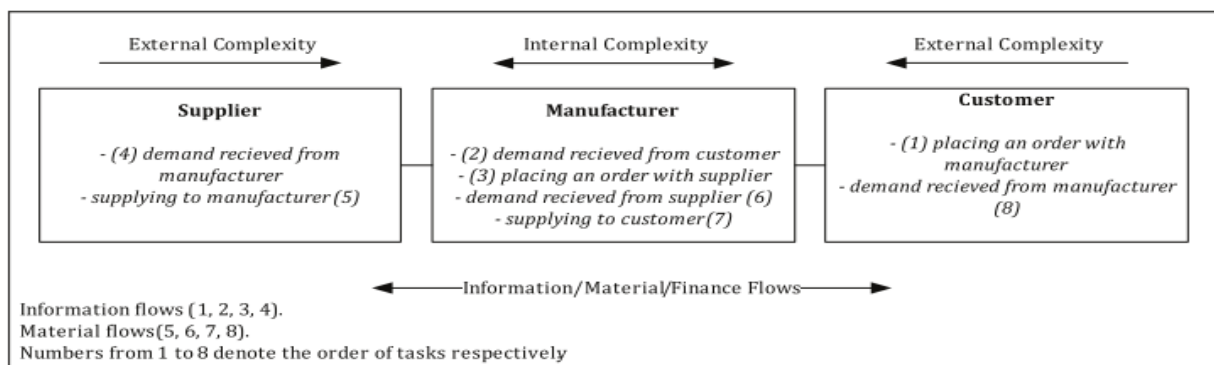 External Complexity
Internal Complexity
External Complexity
Supplier
- (4) demand recieved from
manufacturer
- supplying to manufacturer (5)
Manufacturer
- (2) demand recieved from customer
- (3) placing an order with supplier
- demand recieved from supplier (6)
- supplying to customer (7)
Customer
- (1) placing an order with
manufacturer
- demand recieved from manufacturer
(8)
Information/Material/Finance Flows
Information flows (1, 2, 3, 4).
Material flows(5, 6, 7, 8).
Numbers from 1 to 8 denote the order of tasks respectively